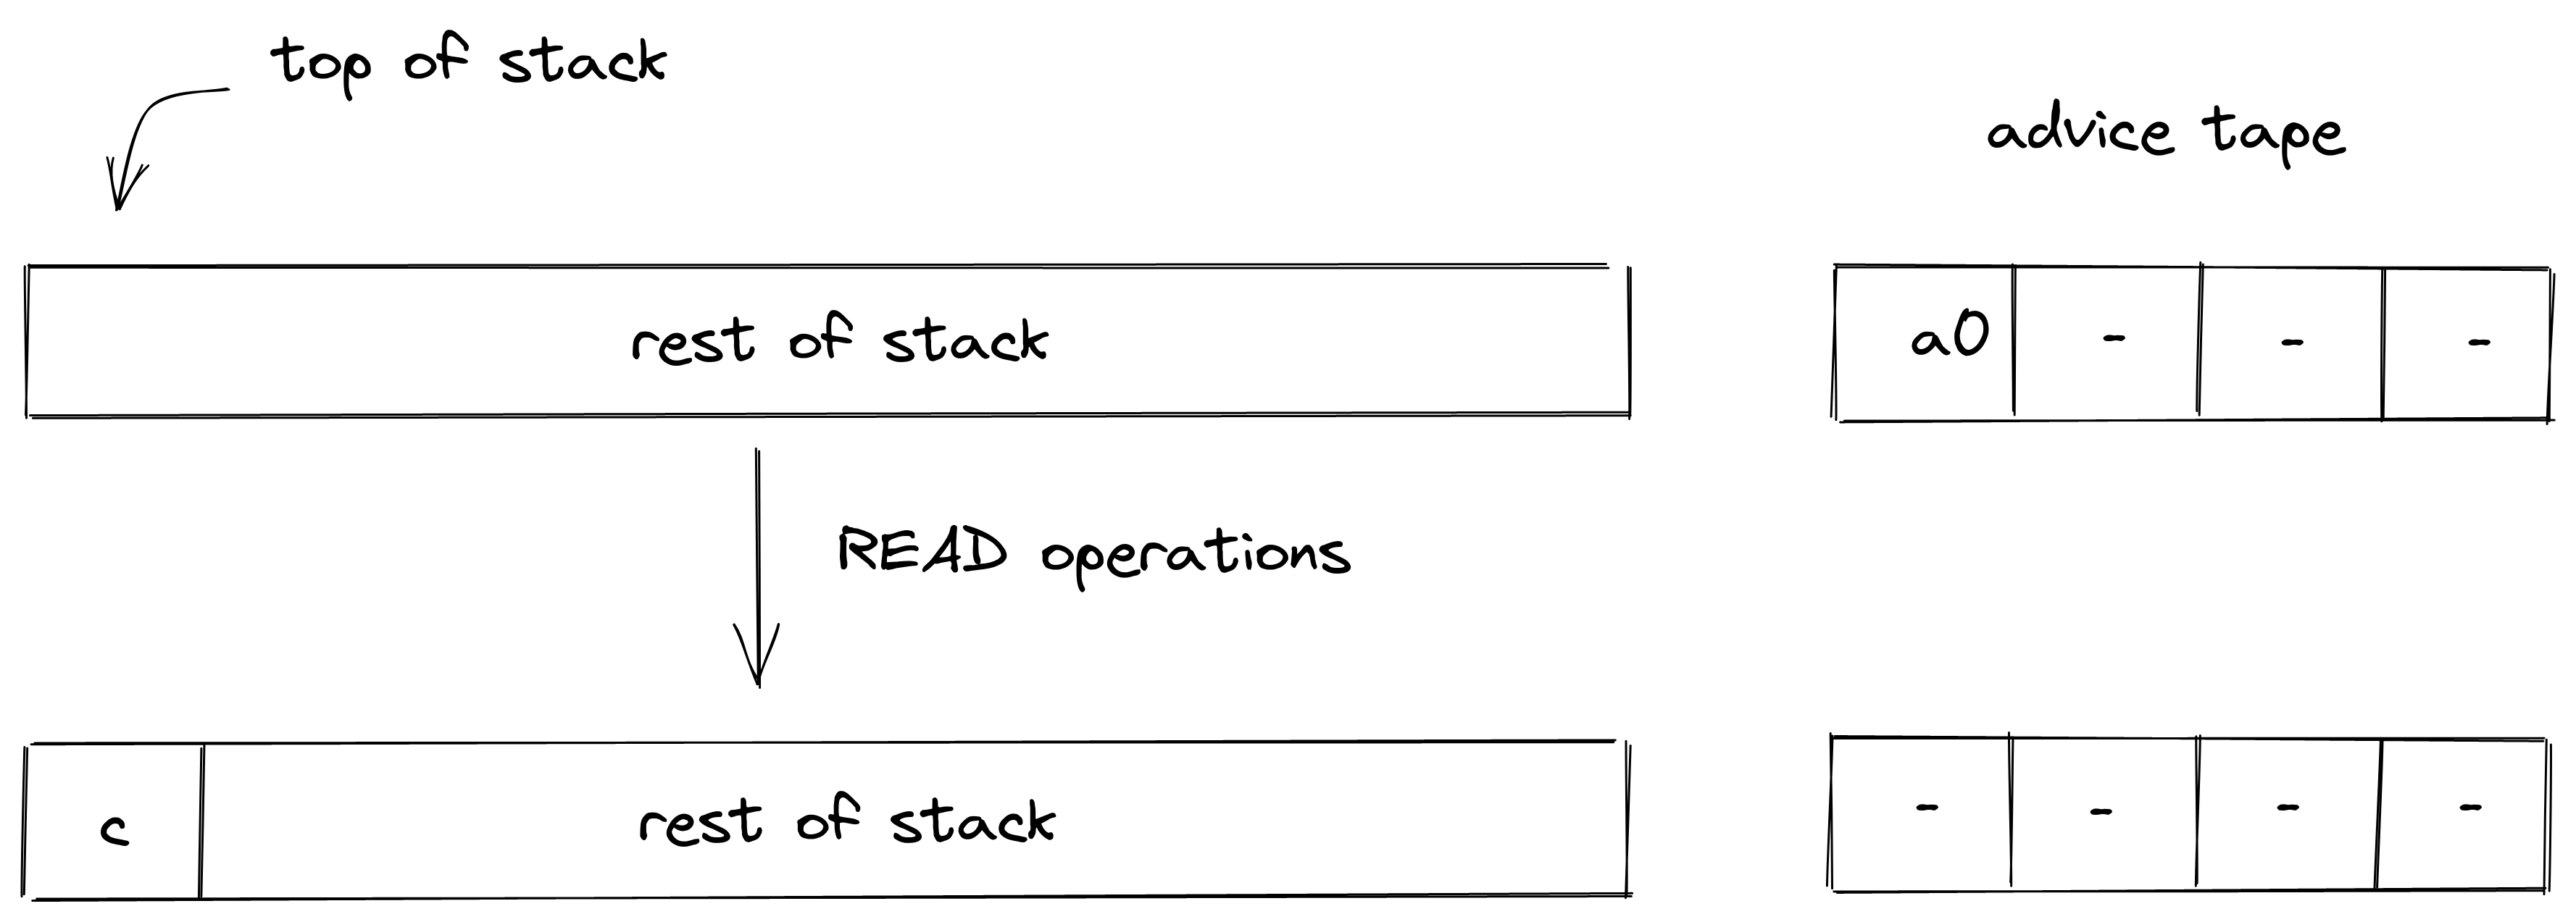 top of stack
advice tape
rest of stack
a0 - - -
READ operations
c
rest of stack
- - - -